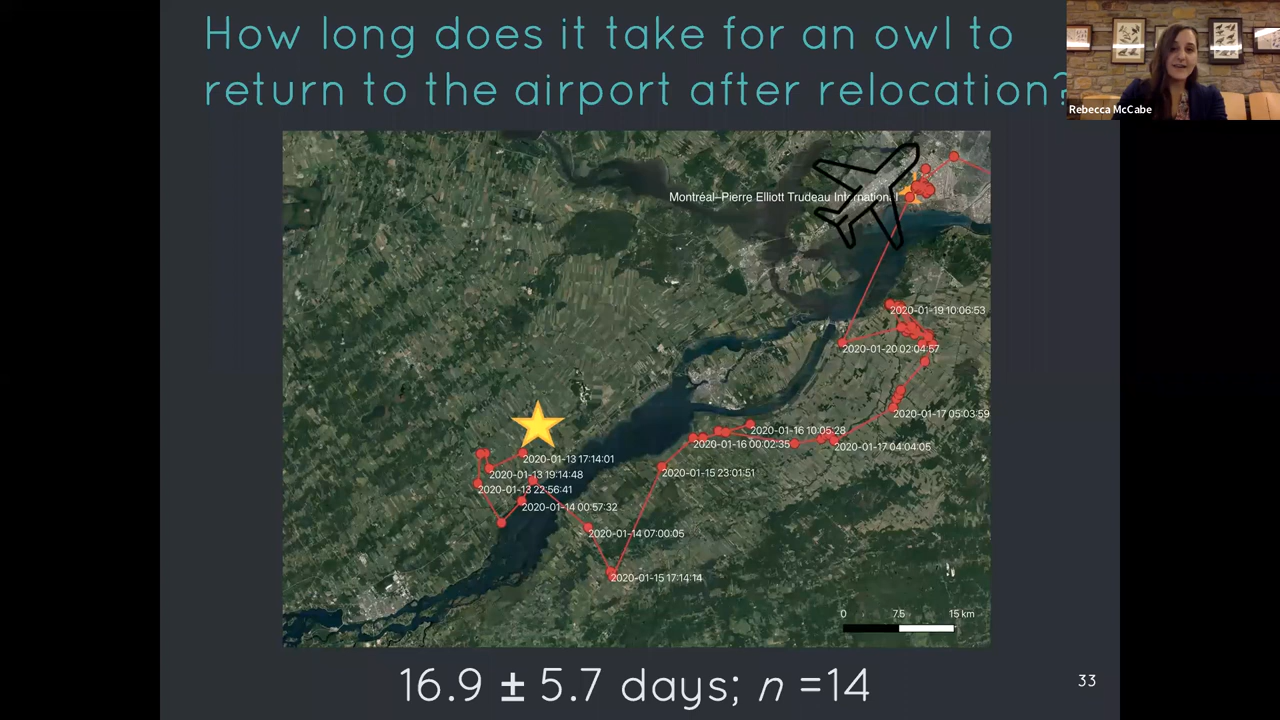 How long does it take for an owl to
return to the airport after relocation?
Rebecca McCabe
Montréal–Pierre Elliott Trudeau International
2020-01-19 10:06:53
2020-01-20 02:04:57
2020-01-17 05:03:59
2020-01-16 10:05:28
2020-01-16 00:02:35
2020-01-17 04:04:05
2020-01-13 17:14:01
2020-01-15 23:01:51
2020-01-13 19:14:48
2020-01-13 22:56:41
2020-01-14 00:57:32
2020-01-14 07:00:05
2020-01-15 17:14:14
0 7.5 15 km
16.9 ± 5.7 days; n =14
33